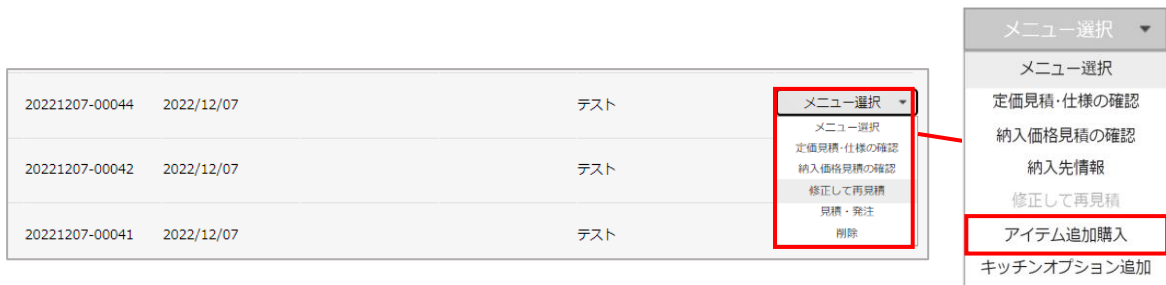 20221207-00044 2022/12/07 テスト メニュー選択
メニュー選択
定価見積･仕様の確認
納入価格見積の確認
修正して再見積
見積・発注
削除
20221207-00042 2022/12/07 テスト
20221207-00041 2022/12/07 テスト
メニュー選択
メニュー選択
定価見積･仕様の確認
納入価格見積の確認
納入先情報
修正して再見積
アイテム追加購入
キッチンオプション追加